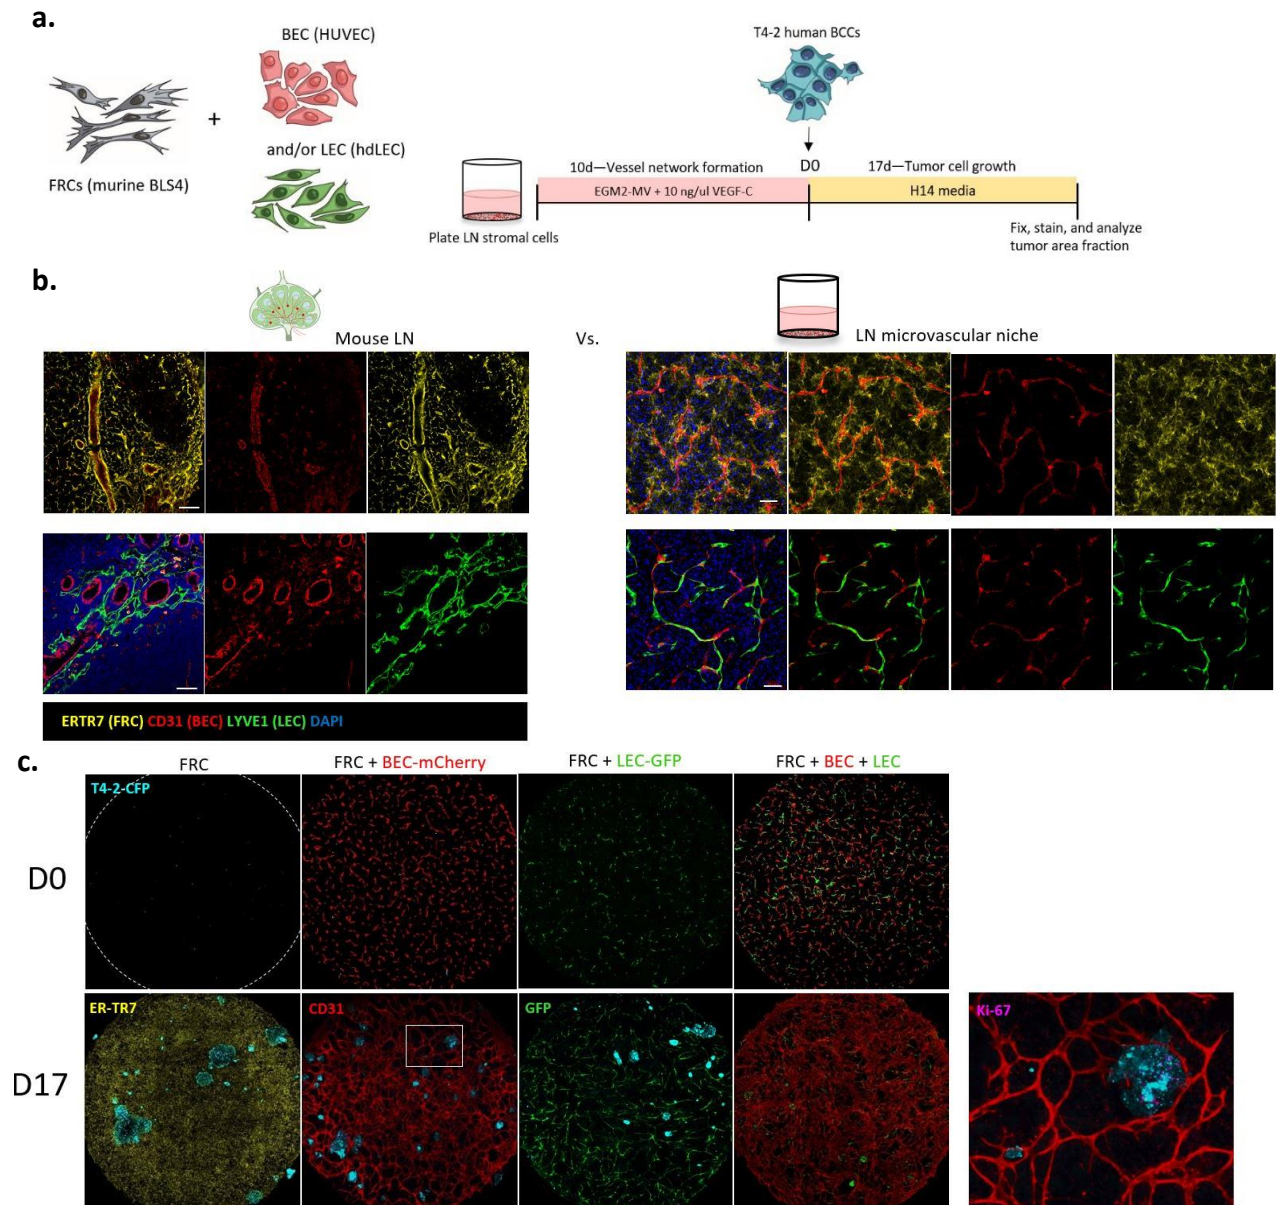 a.
BEC (HUVEC)
T4-2 human BCCs
+
and/or LEC (hdLEC)
FRCs (murine BLS4)
10d—Vessel network formation
D0
17d—Tumor cell growth
EGM2-MV + 10 ng/ul VEGF-C
H14 media
Plate LN stromal cells
Fix, stain, and analyze
tumor area fraction
b.
Mouse LN
Vs.
LN microvascular niche
ERTR7 (FRC) CD31 (BEC) LYVE1 (LEC) DAPI
c.
FRC
FRC + BEC-mCherry
FRC + LEC-GFP
FRC + BEC + LEC
T4-2-CFP
D0
ER-TR7
CD31
GFP
Ki-67
D17